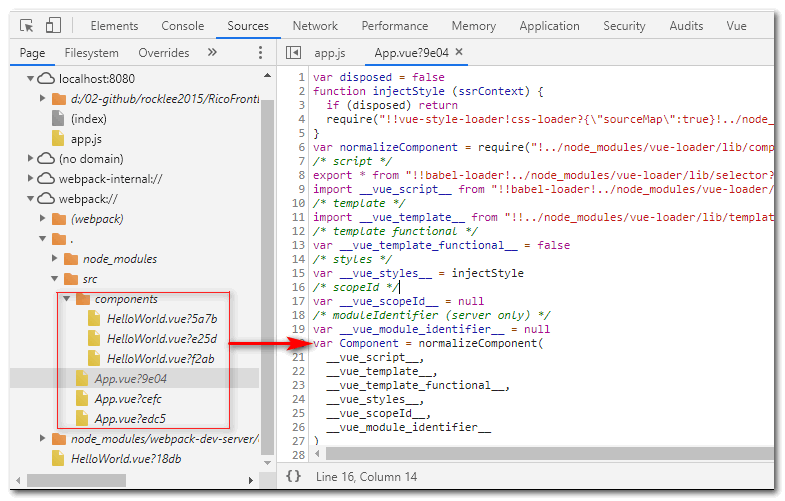 Elements Console Sources Network Performance Memory Application Security Audits Vue
Page Filesystem Overrides » app.js App.vue?9e04 ×
localhost:8080
d:/02-github/rocklee2015/RicoFront
(index)
app.js
(no domain)
webpack-internal://
webpack://
(webpack)
.
node_modules
src
components
HelloWorld.vue?5a7b
HelloWorld.vue?e25d
HelloWorld.vue?f2ab
App.vue?9e04
App.vue?cefc
App.vue?edc5
node_modules/webpack-dev-server/
HelloWorld.vue?18db
1 var disposed = false
2 function injectStyle (ssrContext) {
3 if (disposed) return
4 require("!!vue-style-loader!css-loader?{\"sourceMap\":true}!../node_
5 }
6 var normalizeComponent = require("!../node_modules/vue-loader/lib/comp
7 /* script */
8 export * from "!!babel-loader!../node_modules/vue-loader/lib/selector?
9 import __vue_script__ from "!!babel-loader!../node_modules/vue-loader/
10 /* template */
11 import __vue_template__ from "!!../node_modules/vue-loader/lib/templat
12 /* template functional */
13 var __vue_template_functional__ = false
14 /* styles */
15 var __vue_styles__ = injectStyle
16 /* scopeId */
17 var __vue_scopeId__ = null
18 /* moduleIdentifier (server only) */
19 var __vue_module_identifier__ = null
20 var Component = normalizeComponent(
21 __vue_script__,
22 __vue_template__,
23 __vue_template_functional__,
24 __vue_styles__,
25 __vue_scopeId__,
26 __vue_module_identifier__
27 )
28
{} Line 16, Column 14